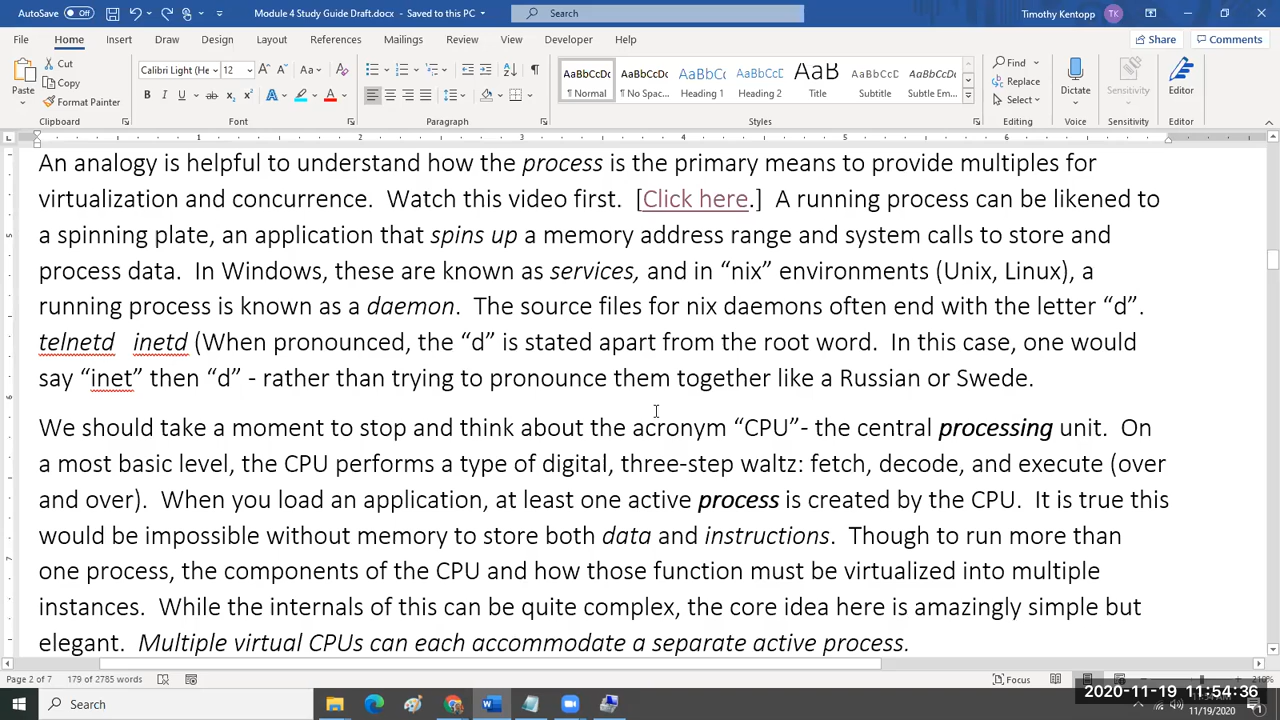 AutoSave Off Module 4 Study Guide Draft.docx - Saved to this PC Search Timothy Kentopp TK
File Home Insert Draw Design Layout References Mailings Review View Developer Help Share Comments
Paste Cut Copy Format Painter
Calibri Light (He 12
Clipboard Font Paragraph Styles Editing Voice Sensitivity Editor
AaBbCcDc Normal AaBbCcDc No Spac... AaBbCc Heading 1 AaBbCcC Heading 2 AaB Title AaBbCcD Subtitle AaBbCcDc Subtle Em...
Find Replace Select Dictate Sensitivity Editor
1 2 3 4 5 6
An analogy is helpful to understand how the process is the primary means to provide multiples for
virtualization and concurrence. Watch this video first. [Click here.] A running process can be likened to
a spinning plate, an application that spins up a memory address range and system calls to store and
process data. In Windows, these are known as services, and in “nix” environments (Unix, Linux), a
running process is known as a daemon. The source files for nix daemons often end with the letter “d”.
telnetd inetd (When pronounced, the “d” is stated apart from the root word. In this case, one would
say “inet” then “d” - rather than trying to pronounce them together like a Russian or Swede.
We should take a moment to stop and think about the acronym “CPU”- the central processing unit. On
a most basic level, the CPU performs a type of digital, three-step waltz: fetch, decode, and execute (over
and over). When you load an application, at least one active process is created by the CPU. It is true this
would be impossible without memory to store both data and instructions. Though to run more than
one process, the components of the CPU and how those function must be virtualized into multiple
instances. While the internals of this can be quite complex, the core idea here is amazingly simple but
elegant. Multiple virtual CPUs can each accommodate a separate active process.
Page 2 of 7 179 of 2785 words Focus 210%
2020-11-19 11:54:36
Search 11/19/2020